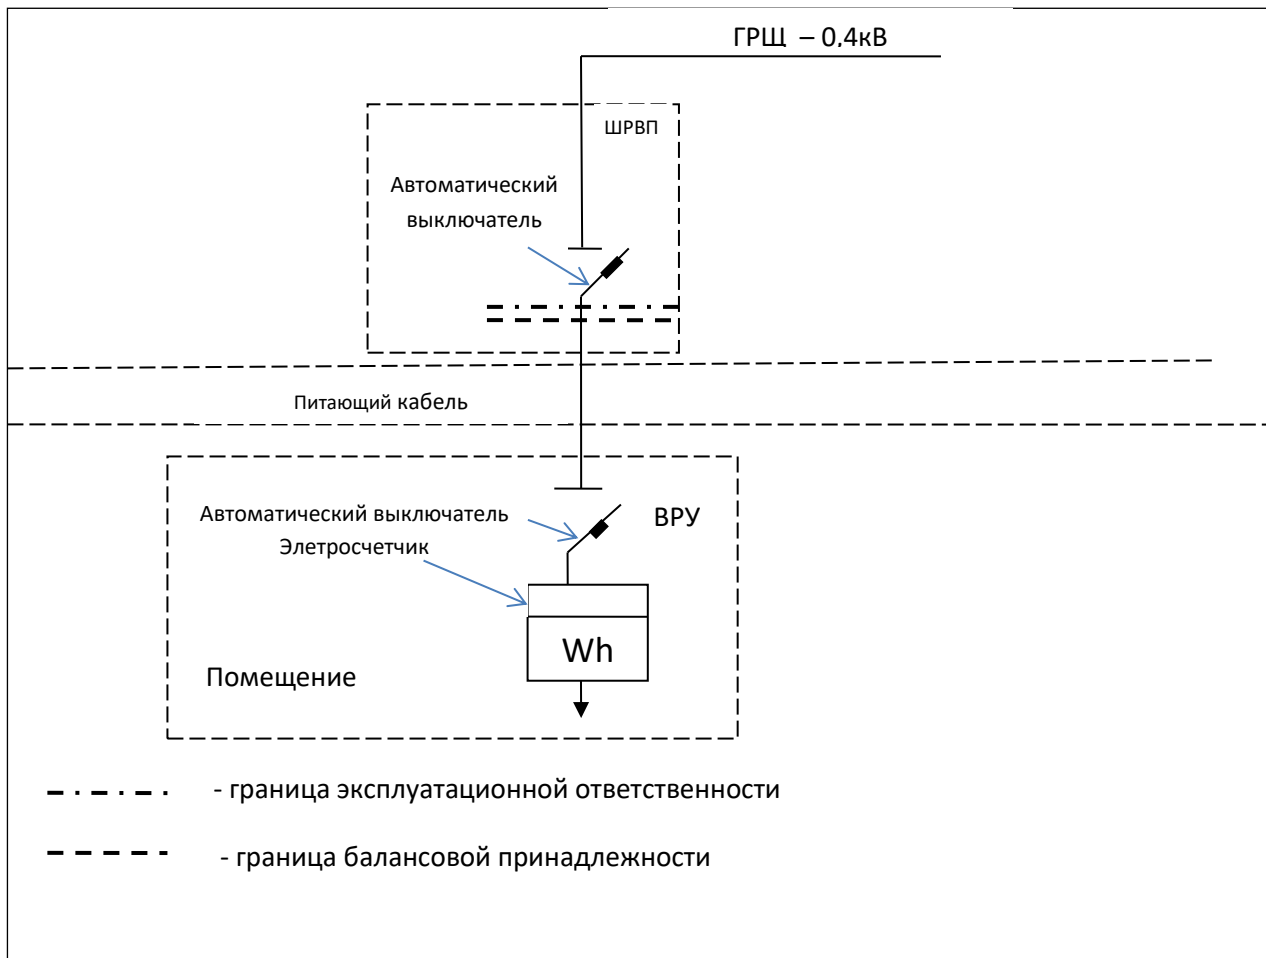 ГРЩ – 0,4кВ
ШРВП
Автоматический
выключатель
Питающий кабель
Автоматический выключатель
Элетросчетчик
ВРУ
Wh
Помещение
- граница эксплуатационной ответственности
- граница балансовой принадлежности